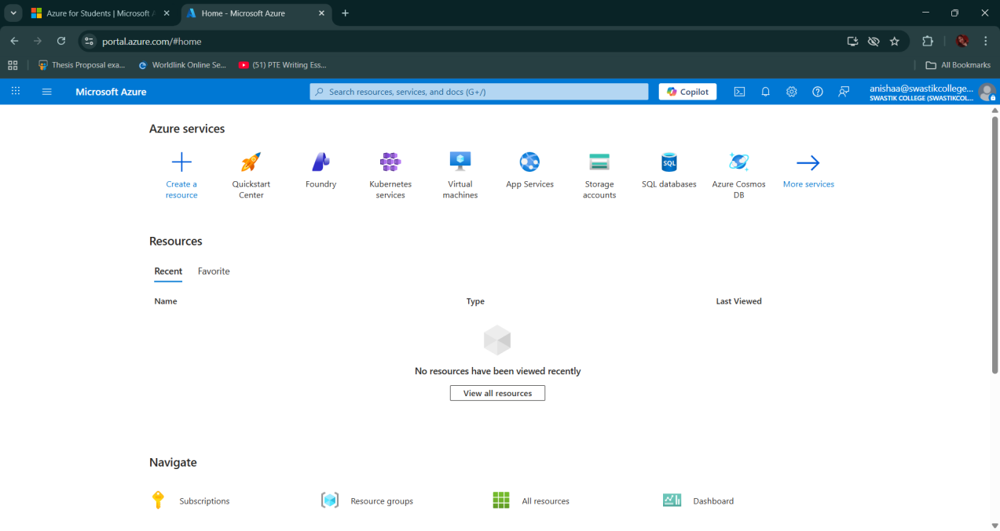 Azure for Students | Microsoft A
Home - Microsoft Azure
portal.azure.com/#home
Thesis Proposal exa...
Worldlink Online Se...
(51) PTE Writing Ess...
All Bookmarks
Microsoft Azure
Search resources, services, and docs (G+/)
Copilot
anishaa@swastikcollege...
SWASTIK COLLEGE (SWASTIKCOL...
Azure services
Create a resource
Quickstart Center
Foundry
Kubernetes services
Virtual machines
App Services
Storage accounts
SQL
SQL databases
Azure Cosmos DB
More services
Resources
Recent
Favorite
Name
Type
Last Viewed
No resources have been viewed recently
View all resources
Navigate
Subscriptions
Resource groups
All resources
Dashboard